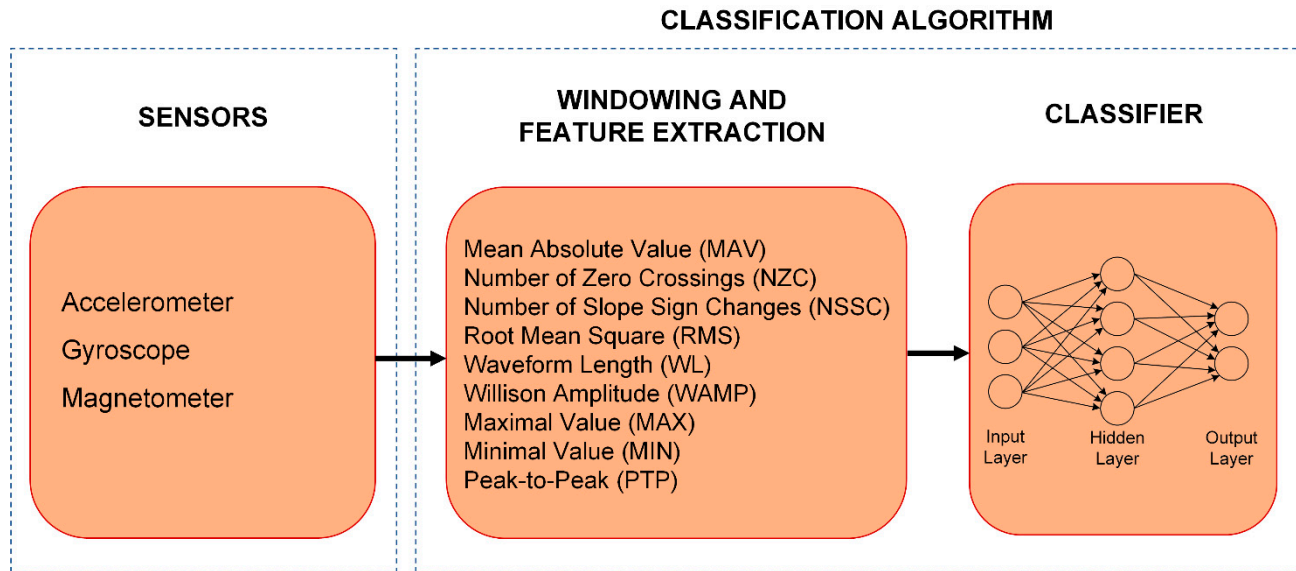 CLASSIFICATION ALGORITHM
SENSORS
Accelerometer
Gyroscope
Magnetometer
WINDOWING AND
FEATURE EXTRACTION
Mean Absolute Value (MAV)
Number of Zero Crossings (NZC)
Number of Slope Sign Changes (NSSC)
Root Mean Square (RMS)
Waveform Length (WL)
Willison Amplitude (WAMP)
Maximal Value (MAX)
Minimal Value (MIN)
Peak-to-Peak (PTP)
CLASSIFIER
Input
Layer
Hidden
Layer
Output
Layer